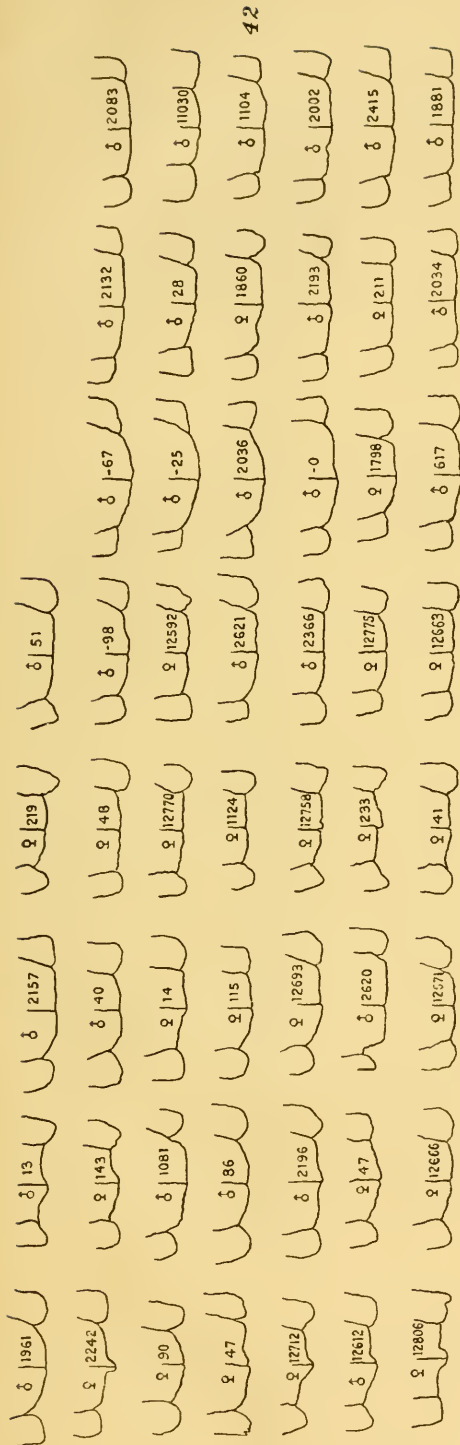 ♂ 1961 ♂ 13 ♂ 2157 ♀ 219 ♂ 51
♀ 2242 ♀ 143 ♂ 40 ♀ 48 ♂ -98 ♂ -67 ♂ 2132 ♂ 2083
♀ 90 ♂ 1081 ♀ 14 ♀ 12770 ♀ 12592 ♂ -25 ♂ 28 ♂ 11030
♀ 47 ♂ 86 ♀ 115 ♀ 1124 ♂ 2621 ♂ 2036 ♀ 1860 ♂ 1104
♀ 12712 ♂ 2196 ♀ 12693 ♀ 12758 ♂ 2366 ♂ -0 ♂ 2193 ♂ 2002
♂ 12612 ♀ 47 ♂ 2620 ♀ 233 ♀ 12775 ♀ 1798 ♀ 211 ♂ 2415
♀ 12806 ♀ 12666 ♀ ♀ 41 ♀ 12663 ♂ 617 ♂ 2034 ♂ 1881
42